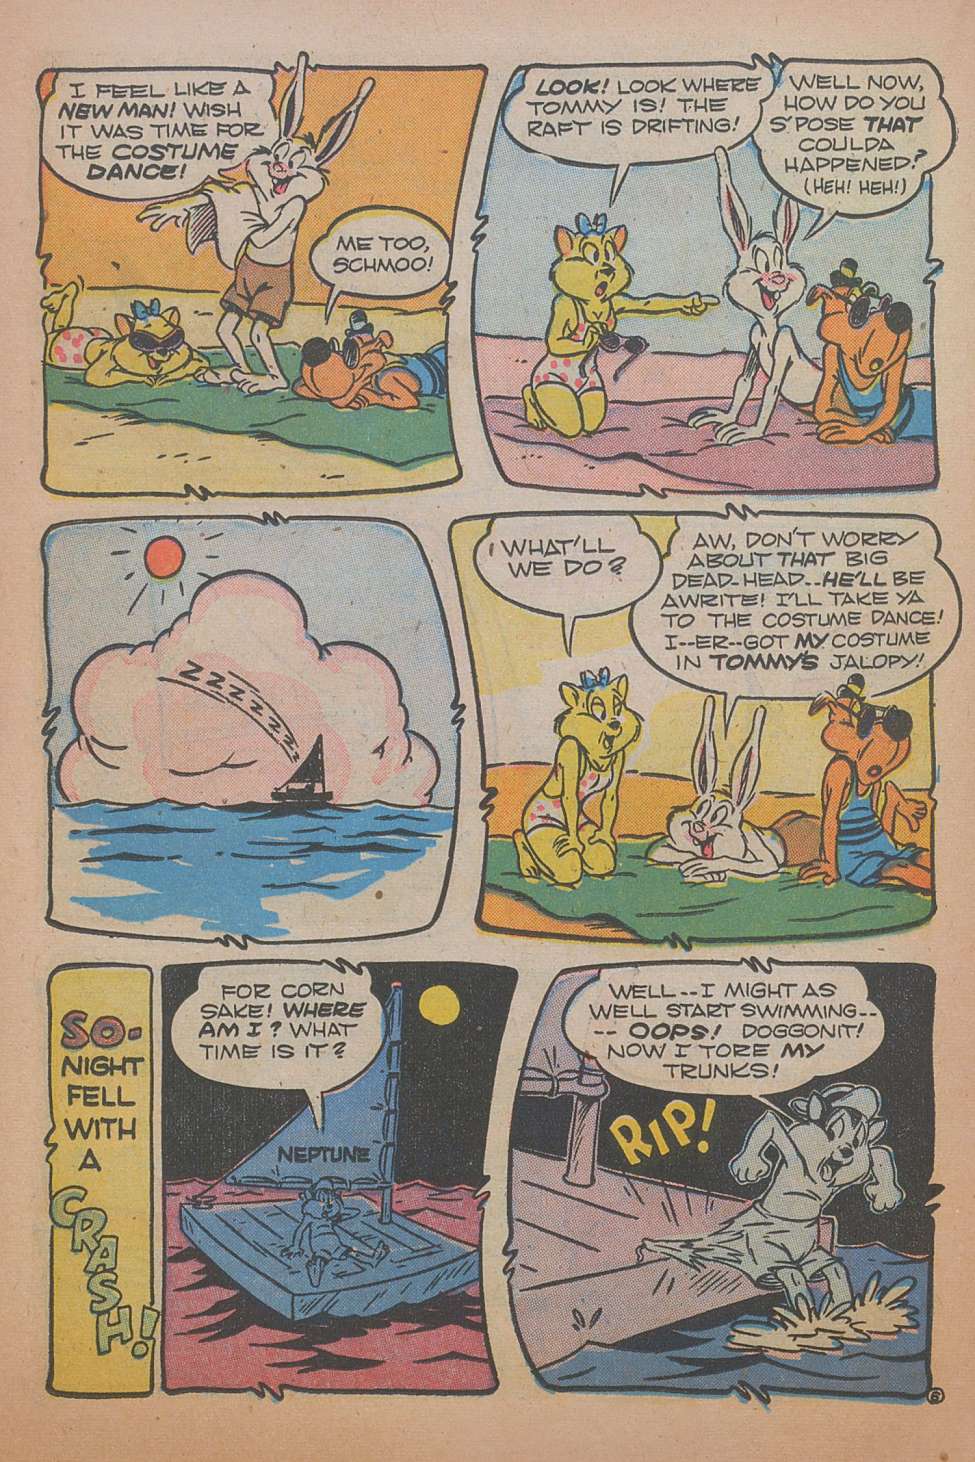 I FEEL LIKE A
NEW MAN! WISH
IT WAS TIME FOR
THE COSTUME
DANCE!
ME TOO,
SCHMOO!
LOOK! LOOK WHERE
TOMMY IS! THE
RAFT IS DRIFTING!
WELL NOW,
HOW DO YOU
S'POSE THAT
COULDA
HAPPENED?
(HEH! HEH!)
ZZZZZZZZZZZ
WHAT'LL
WE DO?
AW, DON'T WORRY
ABOUT THAT BIG
DEAD-HEAD--HE'LL BE
AWRITE! I'LL TAKE YA
TO THE COSTUME DANCE!
I--ER--GOT MY COSTUME
IN TOMMY'S JALOPY!
SO-
NIGHT
FELL
WITH
A
CRASH!
FOR CORN
SAKE! WHERE
AM I? WHAT
TIME IS IT?
NEPTUNE
WELL--I MIGHT AS
WELL START SWIMMING--
--OOPS! DOGGONIT!
NOW I TORE MY
TRUNKS!
RIP!
6